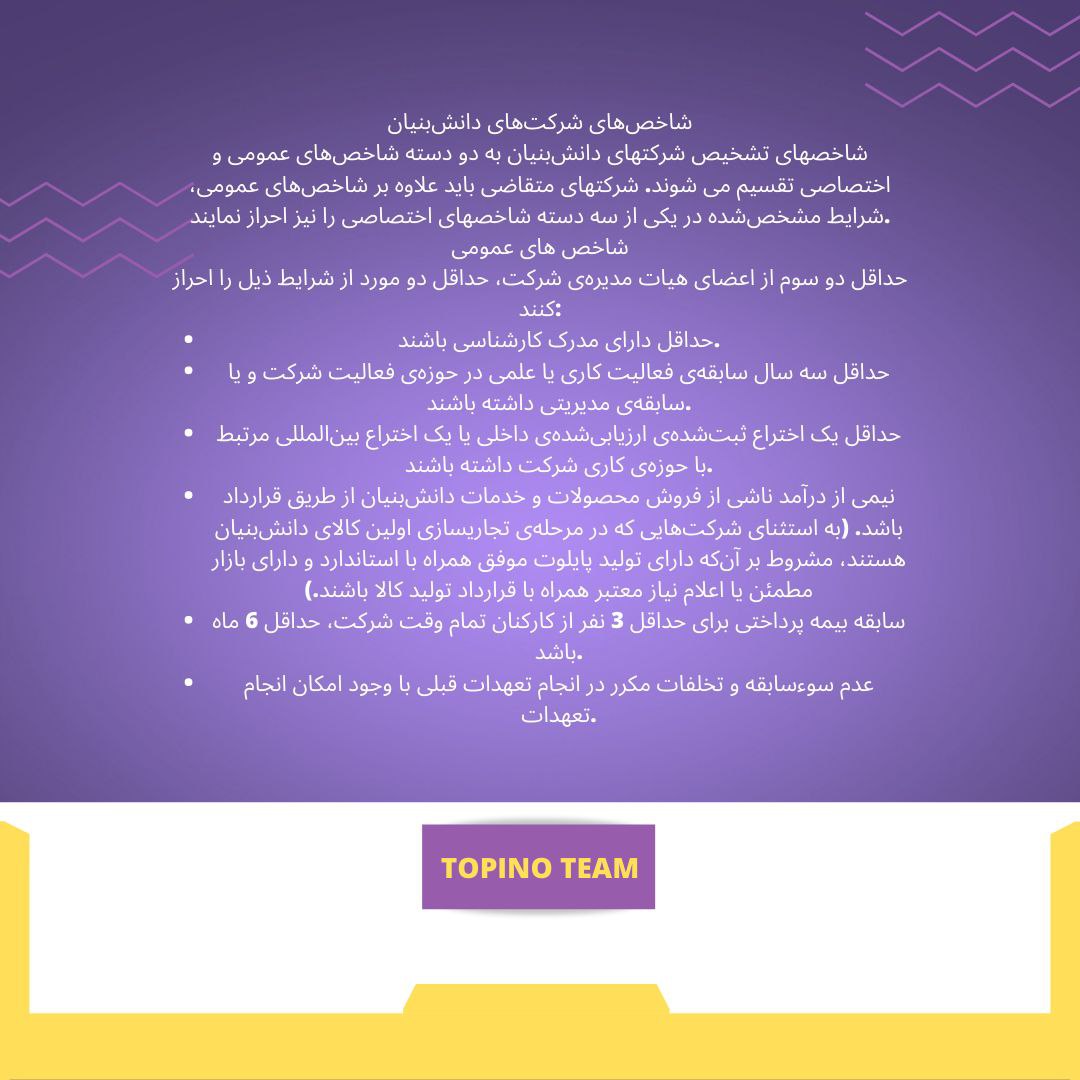 شاخص‌های شرکت‌های دانش‌بنیان
شاخصهای تشخیص شرکتهای دانش‌بنیان به دو دسته شاخص‌های عمومی و
اختصاصی تقسیم می شوند. شرکتهای متقاضی باید علاوه بر شاخص‌های عمومی،
شرایط مشخص‌شده در یکی از سه دسته شاخصهای اختصاصی را نیز احراز نمایند.
شاخص های عمومی
حداقل دو سوم از اعضای هیات مدیره‌ی شرکت، حداقل دو مورد از شرایط ذیل را احراز
کنند:
• حداقل دارای مدرک کارشناسی باشند.
• حداقل سه سال سابقه‌ی فعالیت کاری یا علمی در حوزه‌ی فعالیت شرکت و یا
سابقه‌ی مدیریتی داشته باشند.
• حداقل یک اختراع ثبت‌شده‌ی ارزیابی‌شده‌ی داخلی یا یک اختراع بین‌المللی مرتبط
با حوزه‌ی کاری شرکت داشته باشند.
• نیمی از درآمد ناشی از فروش محصولات و خدمات دانش‌بنیان از طریق قرارداد
باشد. (به استثنای شرکت‌هایی که در مرحله‌ی تجاریسازی اولین کالای دانش‌بنیان
هستند، مشروط بر آن‌که دارای تولید پایلوت موفق همراه با استاندارد و دارای بازار
مطمئن یا اعلام نیاز معتبر همراه با قرارداد تولید کالا باشند.)
• سابقه بیمه پرداختی برای حداقل 3 نفر از کارکنان تمام وقت شرکت، حداقل 6 ماه
باشد.
• عدم سوءسابقه و تخلفات مکرر در انجام تعهدات قبلی با وجود امکان انجام
تعهدات.
TOPINO TEAM